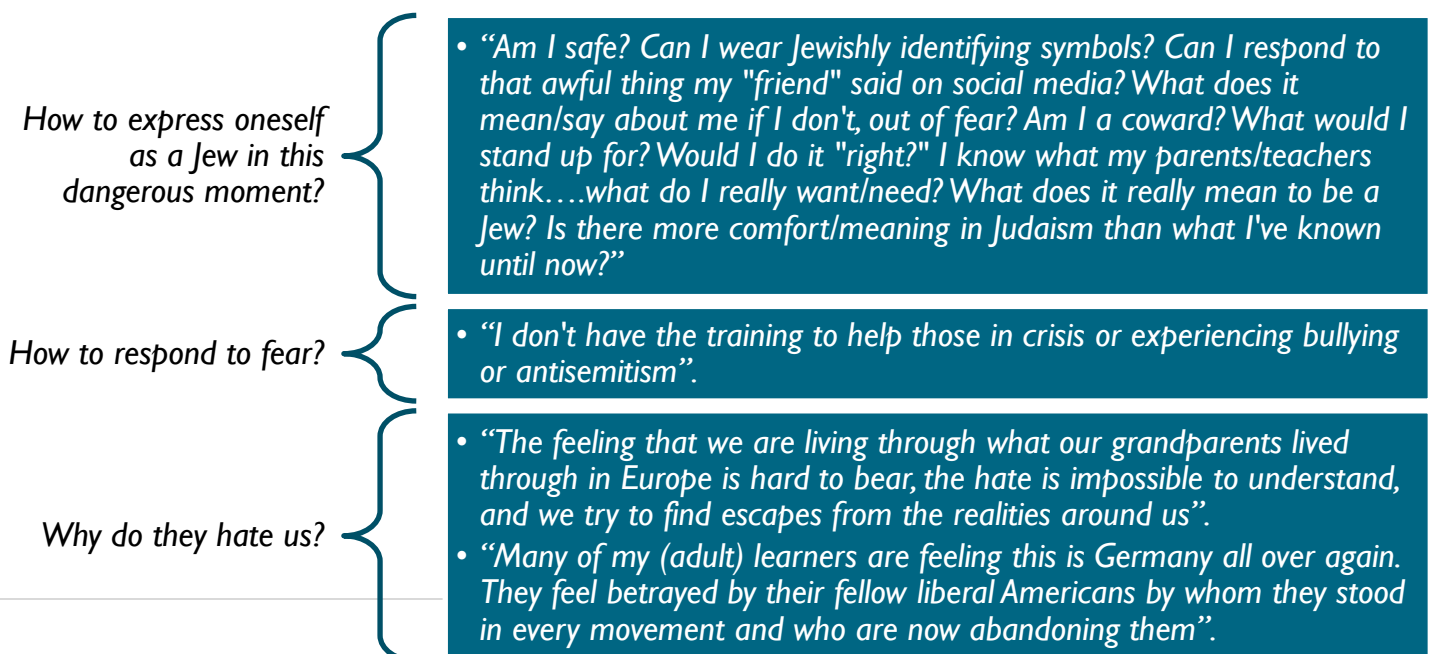 How to express oneself
as a Jew in this
dangerous moment?
• “Am I safe? Can I wear Jewishly identifying symbols? Can I respond to
that awful thing my "friend" said on social media? What does it
mean/say about me if I don't, out of fear? Am I a coward? What would I
stand up for? Would I do it "right?" I know what my parents/teachers
think….what do I really want/need? What does it really mean to be a
Jew? Is there more comfort/meaning in Judaism than what I've known
until now?”
How to respond to fear?
• “I don't have the training to help those in crisis or experiencing bullying
or antisemitism”.
Why do they hate us?
• “The feeling that we are living through what our grandparents lived
through in Europe is hard to bear, the hate is impossible to understand,
and we try to find escapes from the realities around us”.
• “Many of my (adult) learners are feeling this is Germany all over again.
They feel betrayed by their fellow liberal Americans by whom they stood
in every movement and who are now abandoning them”.